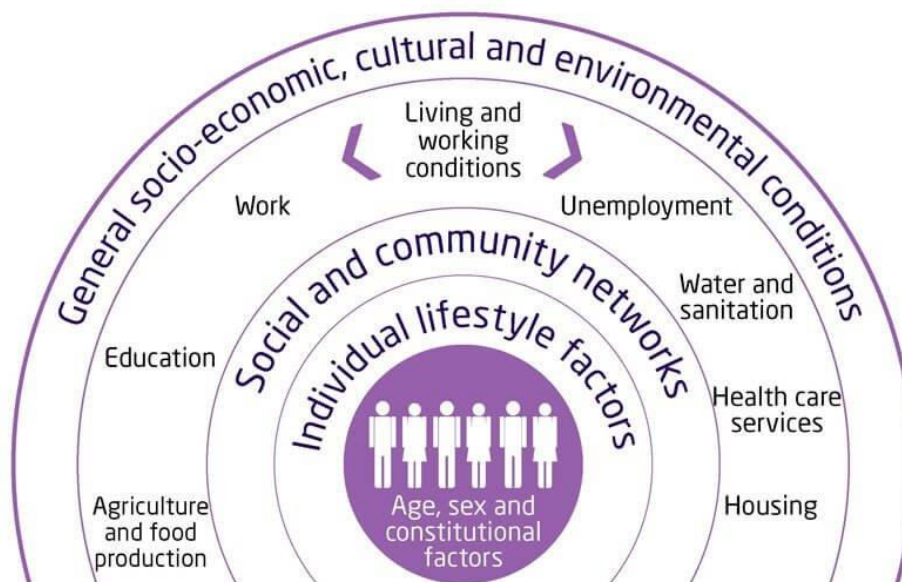 General socio-economic, cultural and environmental conditions
Living and
working
conditions
Work
Unemployment
Social and community networks
Water and
sanitation
Individual lifestyle factors
Education
Health care
services
Agriculture
and food
production
Housing
Age, sex and
constitutional
factors